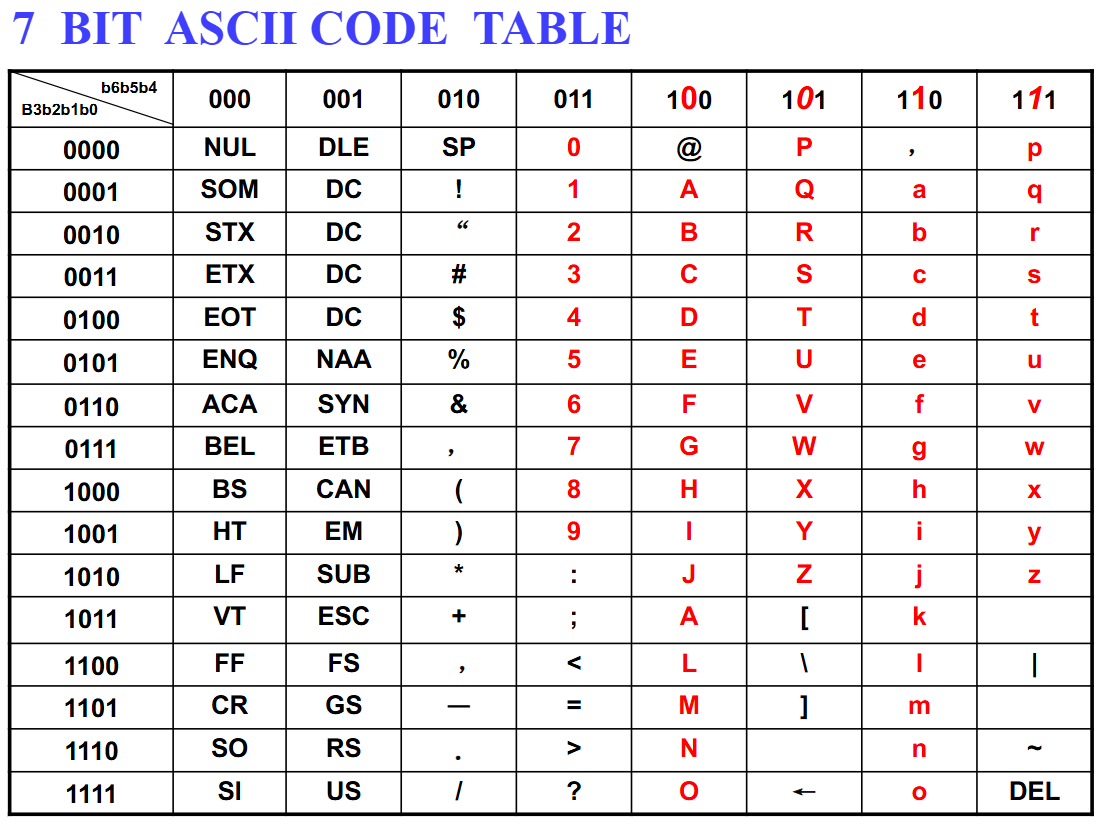 7 BIT ASCII CODE TABLE
b6b5b4
B3b2b1b0 000 001 010 011 100 101 110 111
0000 NUL DLE SP 0 @ P , p
0001 SOM DC ! 1 A Q a q
0010 STX DC “ 2 B R b r
0011 ETX DC # 3 C S c s
0100 EOT DC $ 4 D T d t
0101 ENQ NAA % 5 E U e u
0110 ACA SYN & 6 F V f v
0111 BEL ETB , 7 G W g w
1000 BS CAN ( 8 H X h x
1001 HT EM ) 9 I Y i y
1010 LF SUB * : J Z j z
1011 VT ESC + ; A [ k
1100 FF FS , < L \ l |
1101 CR GS — = M ] m
1110 SO RS . > N n ~
1111 SI US / ? O ← o DEL